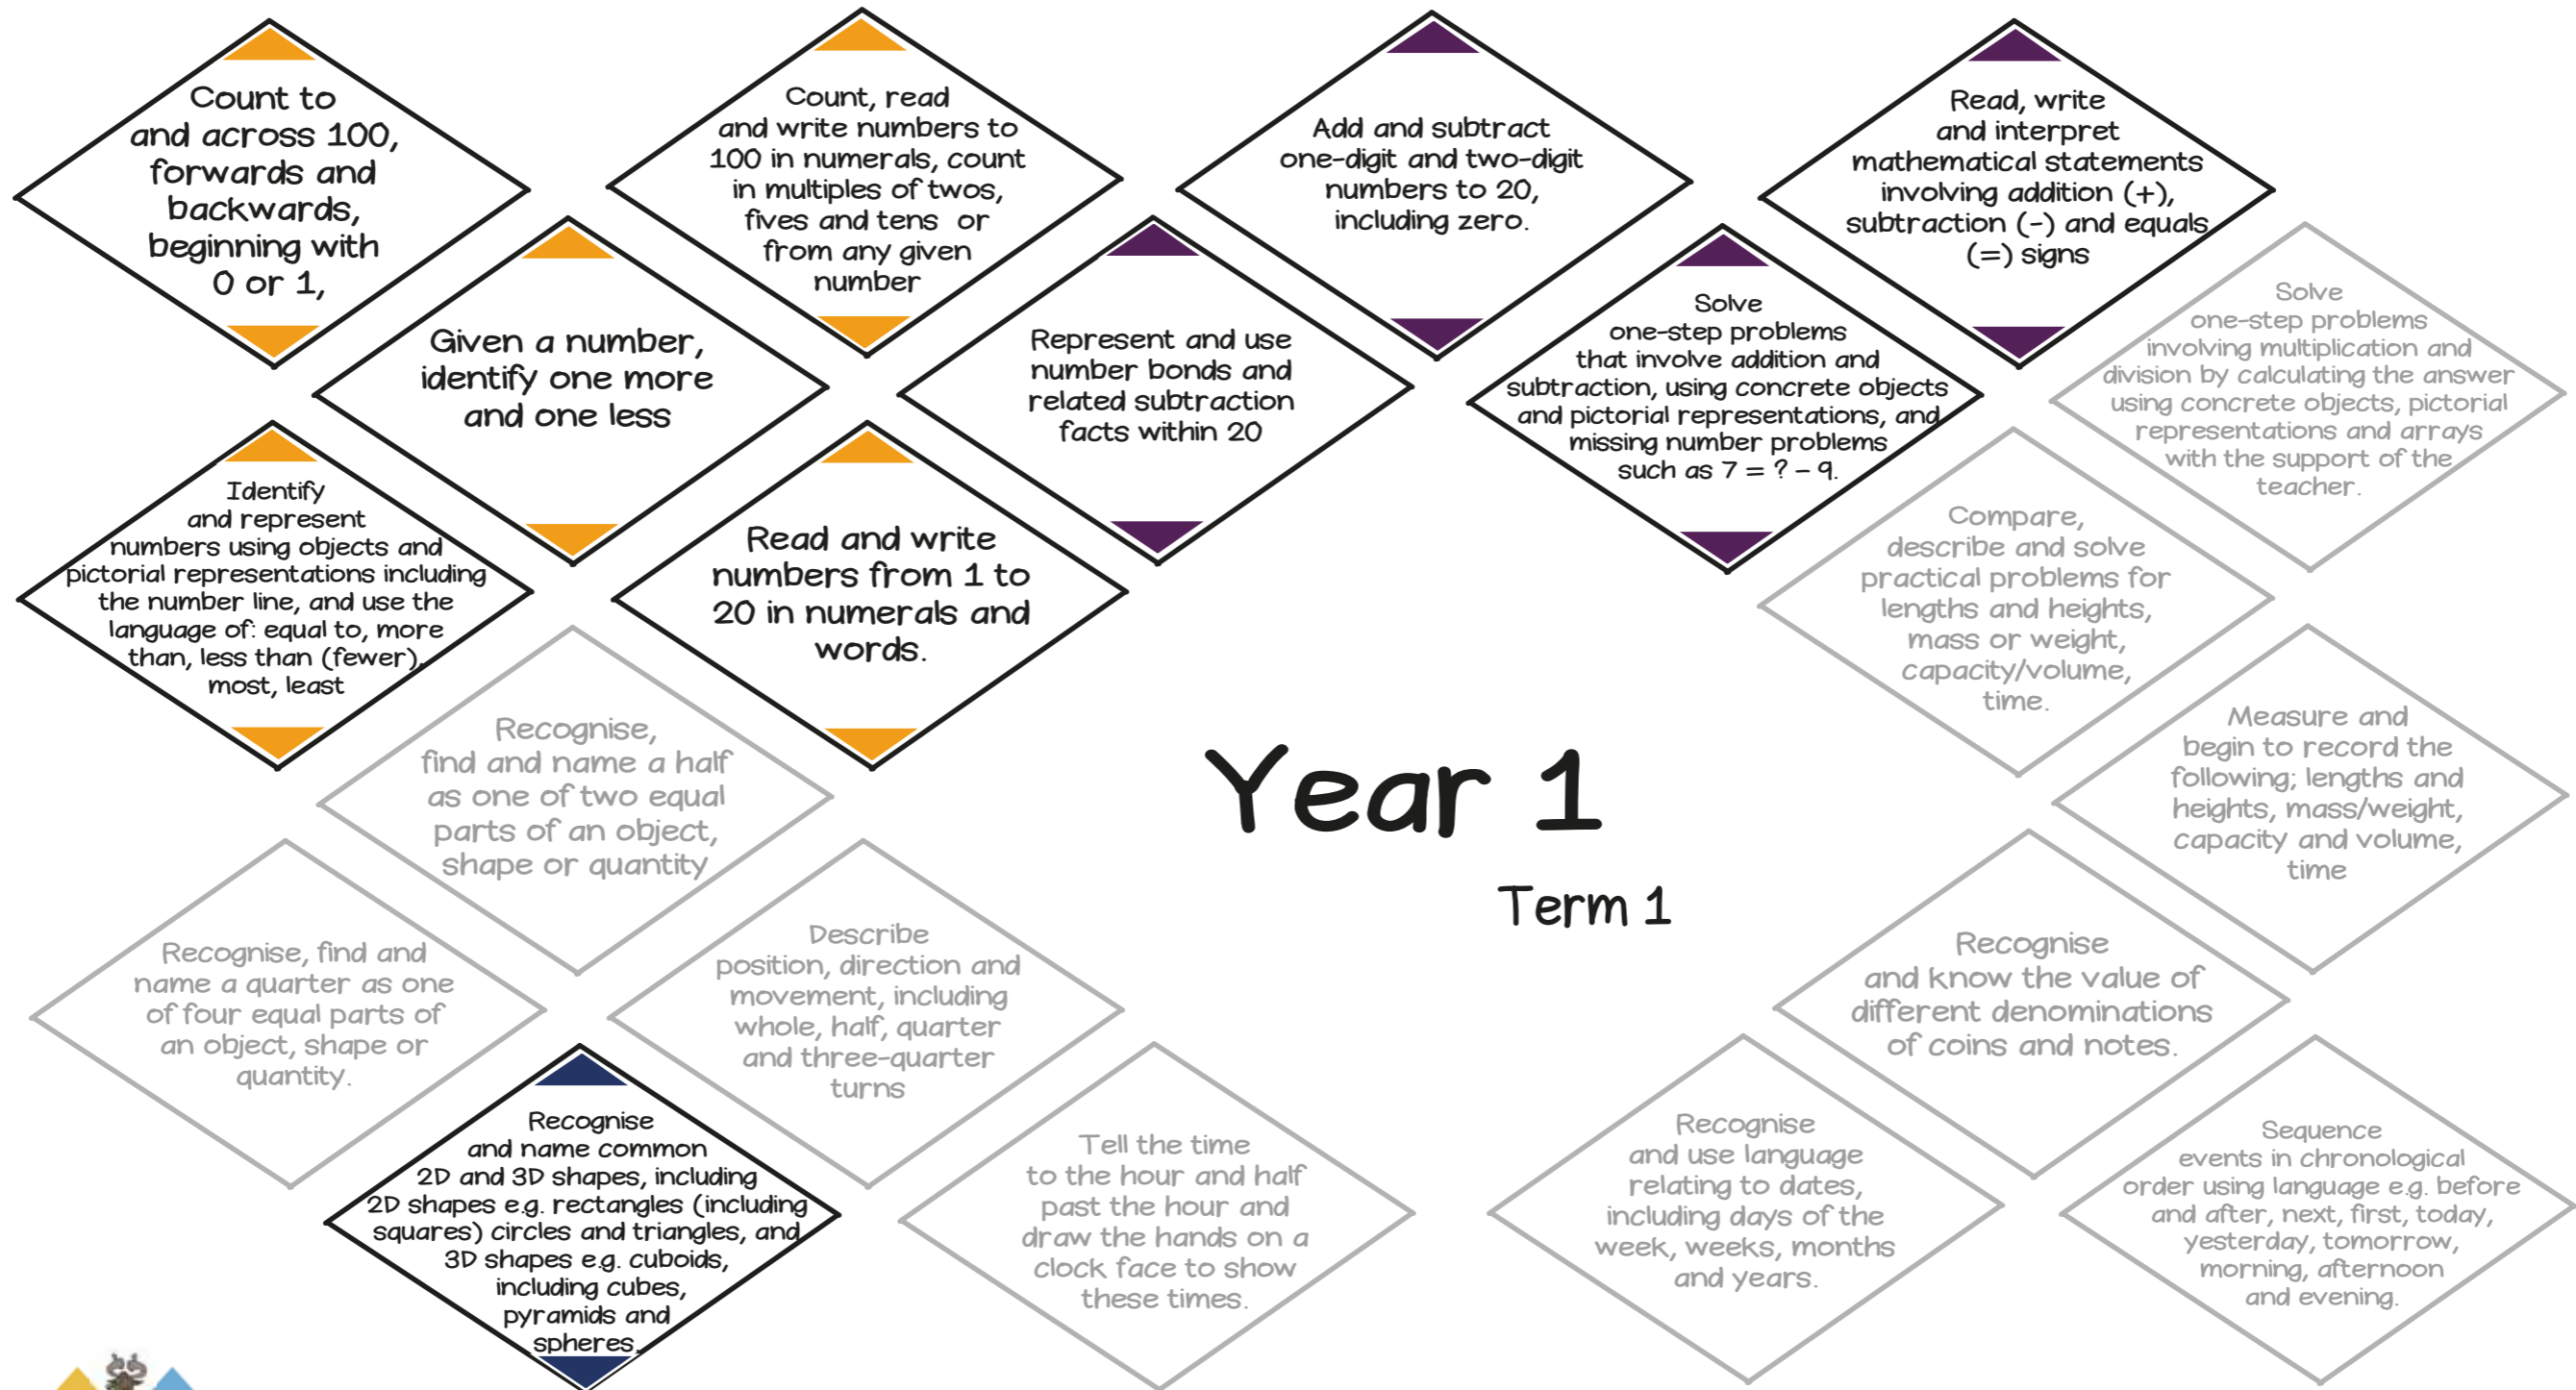 Count to
and across 100,
forwards and
backwards,
beginning with
0 or 1,
Count, read
and write numbers to
100 in numerals, count
in multiples of twos,
fives and tens or
from any given
number
Add and subtract
one-digit and two-digit
numbers to 20,
including zero.
Read, write
and interpret
mathematical statements
involving addition (+),
subtraction (-) and equals
(=) signs
Given a number,
identify one more
and one less
Represent and use
number bonds and
related subtraction
facts within 20
Solve
one-step problems
that involve addition and
subtraction, using concrete objects
and pictorial representations, and
missing number problems
such as 7 = ? – 9.
Solve
one-step problems
involving multiplication and
division by calculating the answer
using concrete objects, pictorial
representations and arrays
with the support of the
teacher.
Identify
and represent
numbers using objects and
pictorial representations including
the number line, and use the
language of: equal to, more
than, less than (fewer),
most, least
Read and write
numbers from 1 to
20 in numerals and
words.
Compare,
describe and solve
practical problems for
lengths and heights,
mass or weight,
capacity/volume,
time.
Recognise,
find and name a half
as one of two equal
parts of an object,
shape or quantity
Year 1
Term 1
Measure and
begin to record the
following; lengths and
heights, mass/weight,
capacity and volume,
time
Recognise, find and
name a quarter as one
of four equal parts of
an object, shape or
quantity.
Describe
position, direction and
movement, including
whole, half, quarter
and three-quarter
turns
Recognise
and know the value of
different denominations
of coins and notes.
Recognise
and name common
2D and 3D shapes, including
2D shapes e.g. rectangles (including
squares) circles and triangles, and
3D shapes e.g. cuboids,
including cubes,
pyramids and
spheres.
Tell the time
to the hour and half
past the hour and
draw the hands on a
clock face to show
these times.
Recognise
and use language
relating to dates,
including days of the
week, weeks, months
and years.
Sequence
events in chronological
order using language e.g. before
and after, next, first, today,
yesterday, tomorrow,
morning, afternoon
and evening.